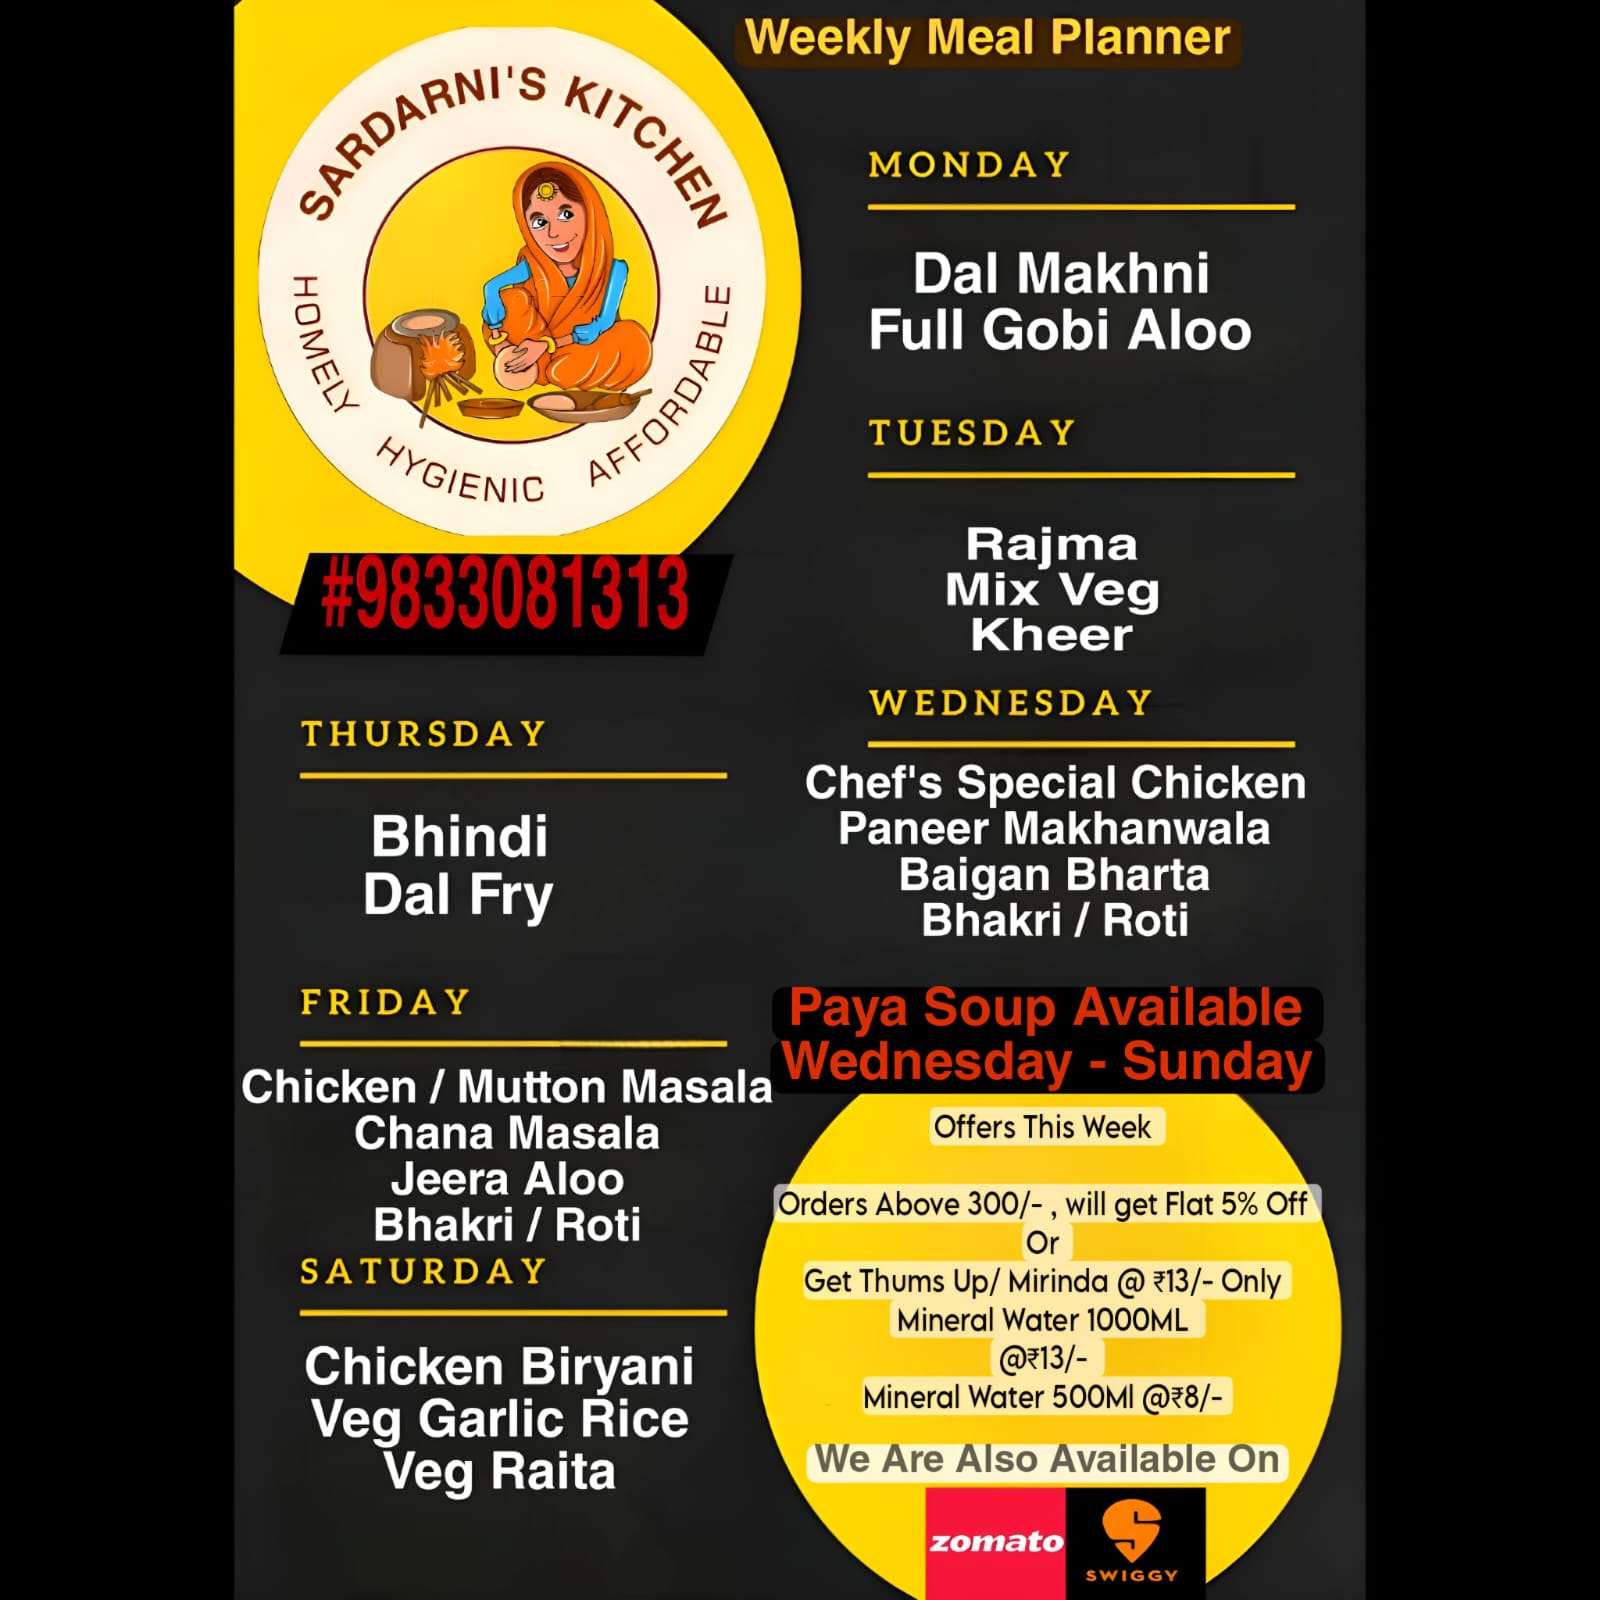 Weekly Meal Planner
SARDARNI'S KITCHEN
HOMELY HYGIENIC AFFORDABLE
#9833081313
MONDAY
Dal Makhni
Full Gobi Aloo
TUESDAY
Rajma
Mix Veg
Kheer
WEDNESDAY
Chef's Special Chicken
Paneer Makhanwala
Baigan Bharta
Bhakri / Roti
THURSDAY
Bhindi
Dal Fry
FRIDAY
Chicken / Mutton Masala
Chana Masala
Jeera Aloo
Bhakri / Roti
SATURDAY
Chicken Biryani
Veg Garlic Rice
Veg Raita
Paya Soup Available
Wednesday - Sunday
Offers This Week
Orders Above 300/- , will get Flat 5% Off
Or
Get Thums Up/ Mirinda @ ₹13/- Only
Mineral Water 1000ML
@₹13/-
Mineral Water 500Ml @₹8/-
We Are Also Available On
zomato
SWIGGY